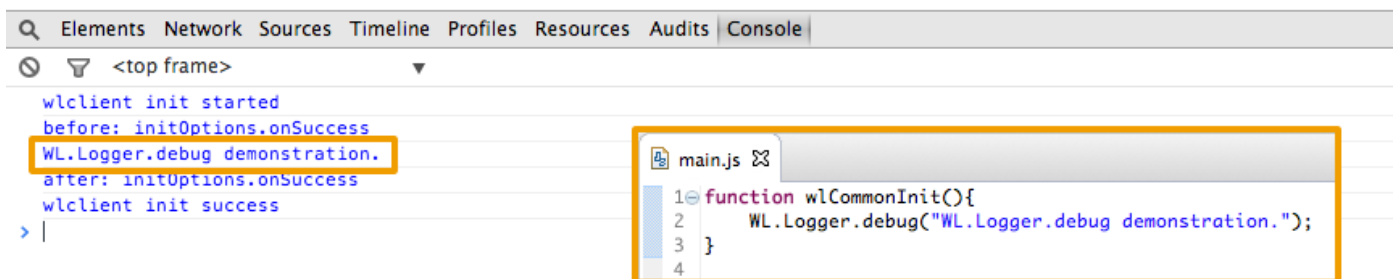 Elements Network Sources Timeline Profiles Resources Audits Console
<top frame>
wlclient init started
before: initOptions.onSuccess
WL.Logger.debug demonstration.
after: initOptions.onSuccess
wlclient init success
>
main.js
1 function wlCommonInit(){
2 WL.Logger.debug("WL.Logger.debug demonstration.");
3 }
4